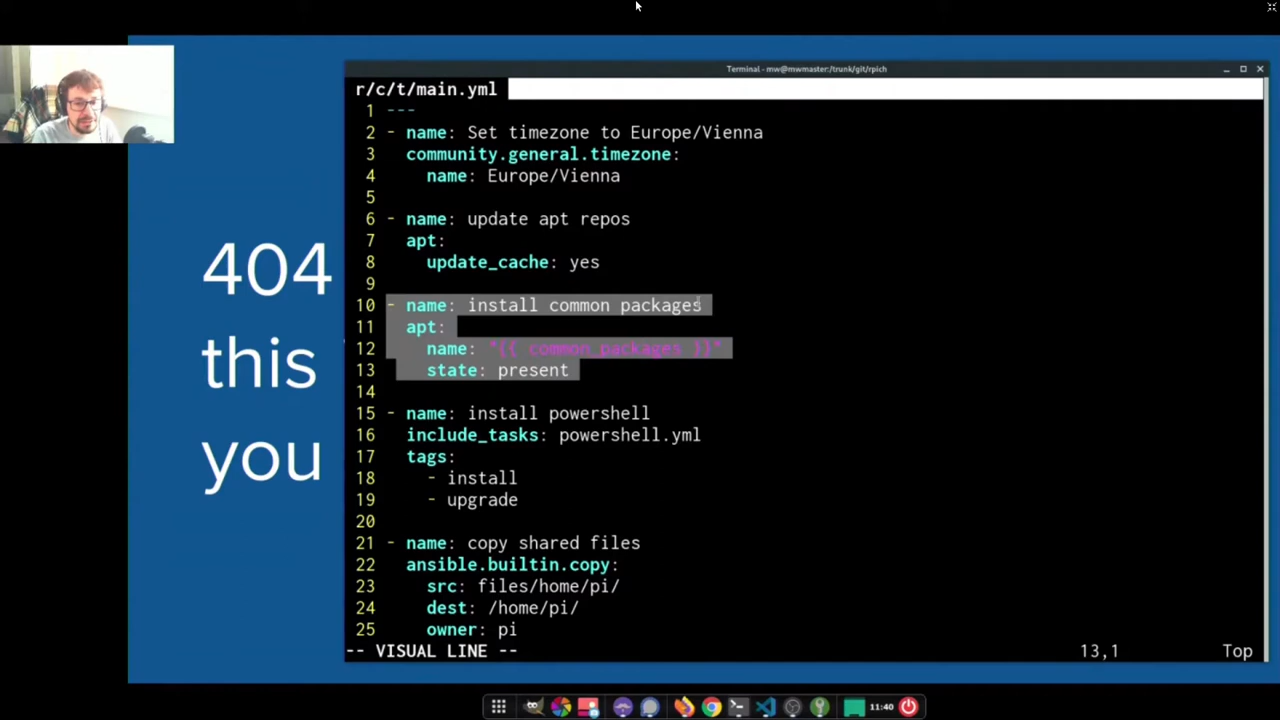 Terminal - mw@mwmaster:/trunk/git/rpich
r/c/t/main.yml
404
this
you
1 ---
2 - name: Set timezone to Europe/Vienna
3 community.general.timezone:
4 name: Europe/Vienna
5
6 - name: update apt repos
7 apt:
8 update_cache: yes
9
10 - name: install common packages
11 apt:
12 name: "{{ common_packages }}"
13 state: present
14
15 - name: install powershell
16 include_tasks: powershell.yml
17 tags:
18 - install
19 - upgrade
20
21 - name: copy shared files
22 ansible.builtin.copy:
23 src: files/home/pi/
24 dest: /home/pi/
25 owner: pi
-- VISUAL LINE -- 13,1 Top
11:40